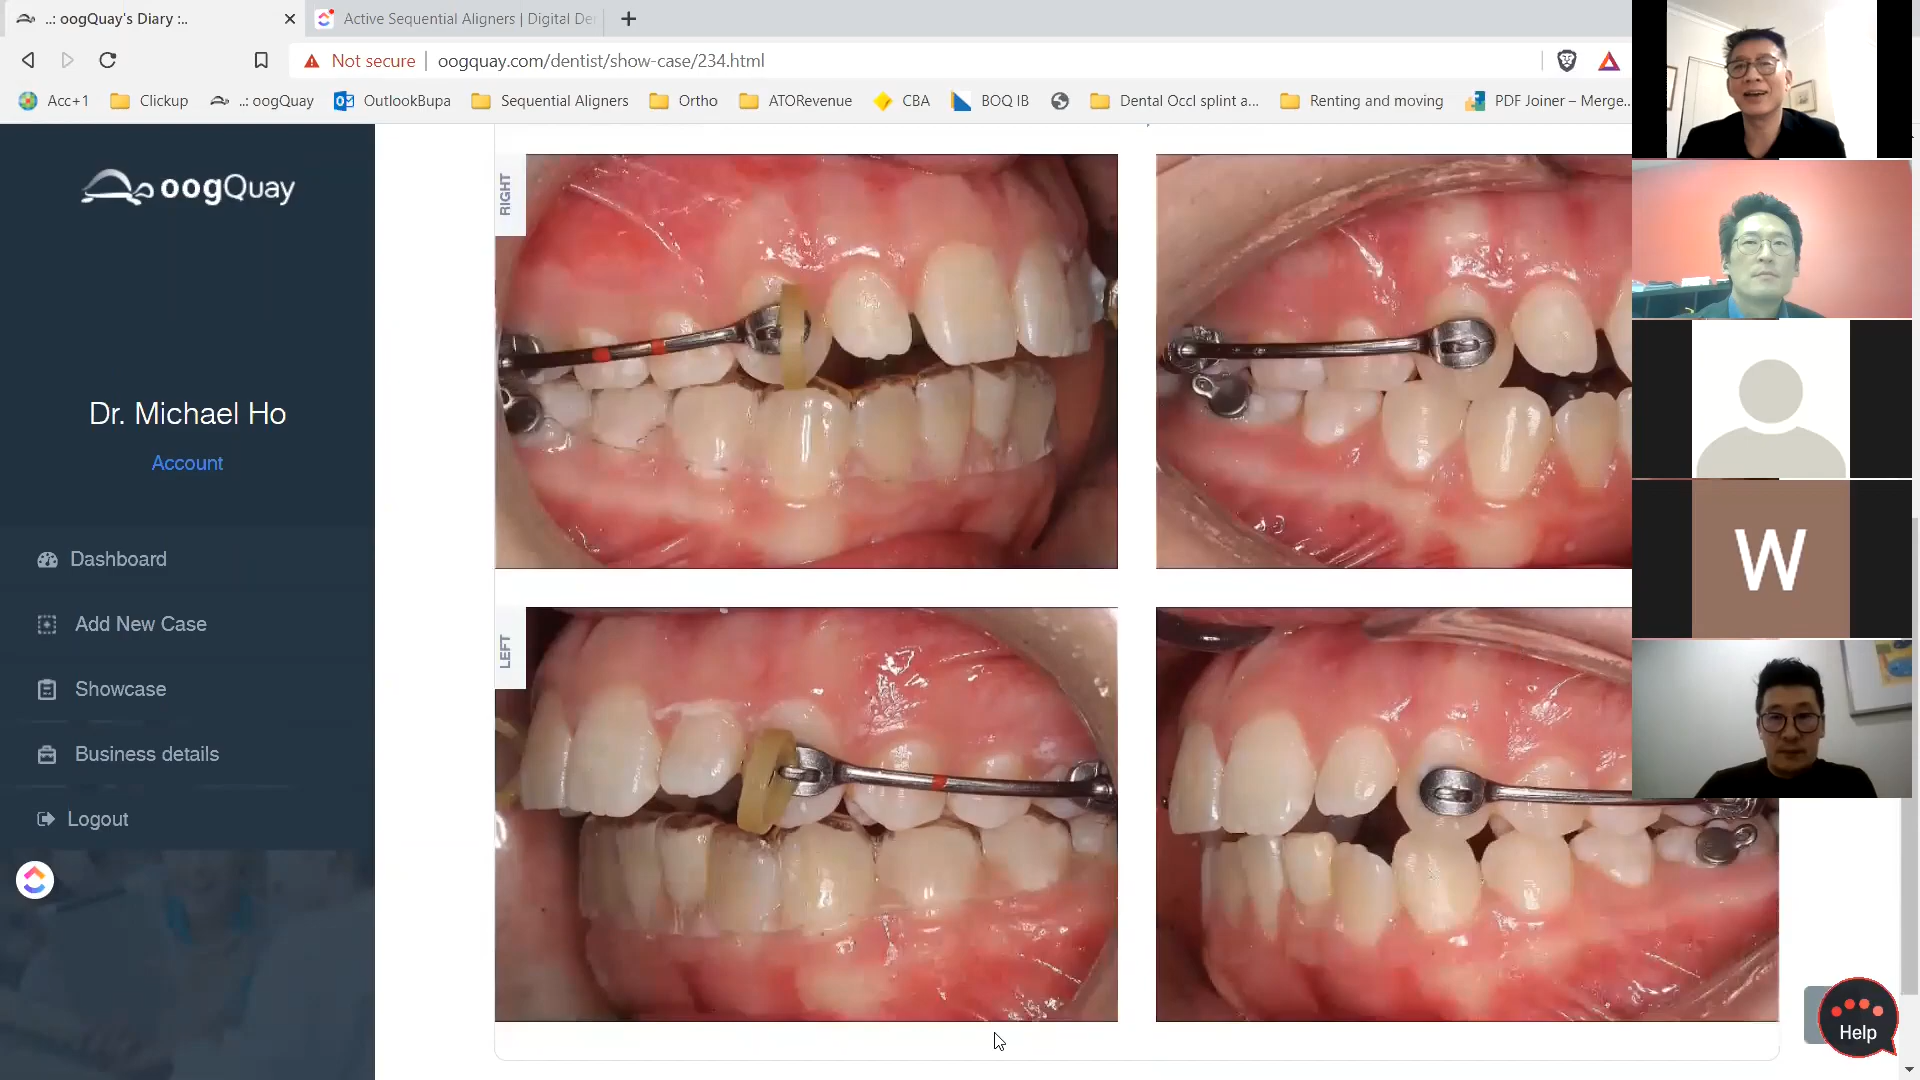 ..: oogQuay's Diary :..
Active Sequential Aligners | Digital De
Not secure
oogquay.com/dentist/show-case/234.html
Acc+1
Clickup
..: oogQuay
OutlookBupa
Sequential Aligners
Ortho
ATORevenue
CBA
BOQ IB
Dental Occl splint a...
Renting and moving
PDF Joiner – Merge...
oogQuay
RIGHT
Dr. Michael Ho
Account
W
Dashboard
Add New Case
LEFT
Showcase
Business details
Logout
Help